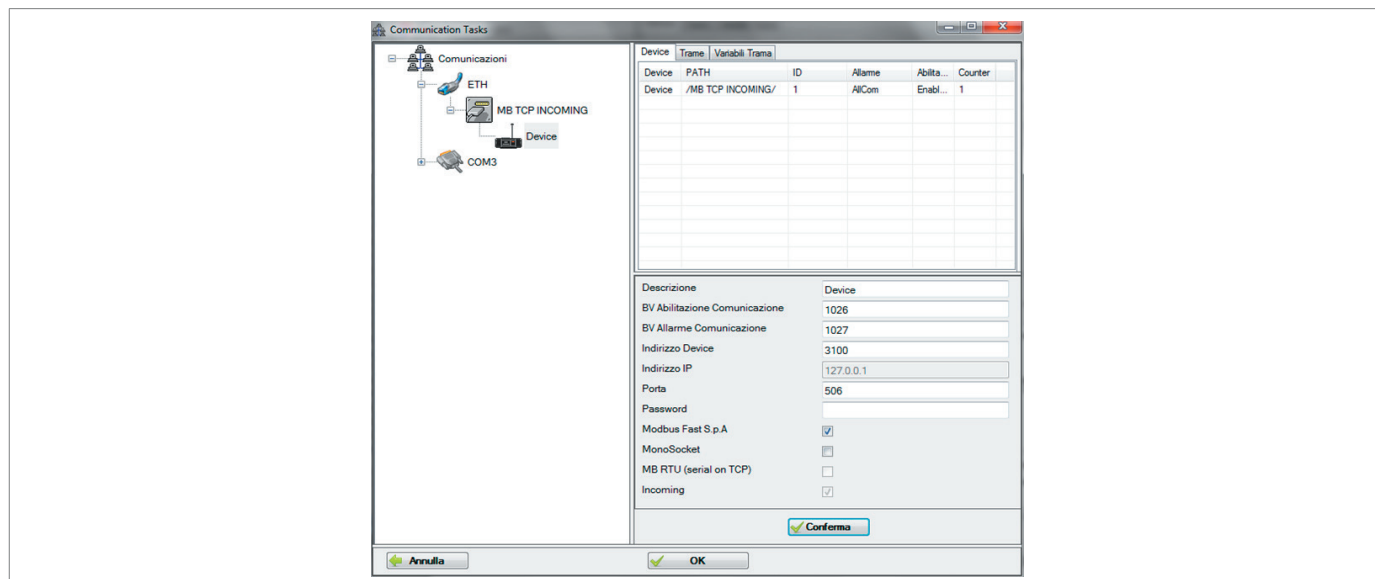 Communication Tasks
Comunicazioni
ETH
MB TCP INCOMING
Device
COM3
Device Trame Variabili Trama
Device PATH ID Allarme Abilita... Counter
Device /MB TCP INCOMING/ 1 AllCom Enabl... 1
Descrizione Device
BV Abilitazione Comunicazione 1026
BV Allarme Comunicazione 1027
Indirizzo Device 3100
Indirizzo IP 127.0.0.1
Porta 506
Password
Modbus Fast S.p.A
MonoSocket
MB RTU (serial on TCP)
Incoming
Conferma
Annulla OK